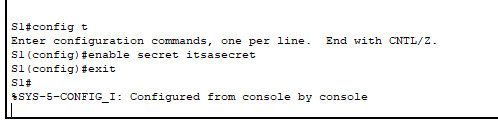 S1#config t
Enter configuration commands, one per line.  End with CNTL/Z.
S1(config)#enable secret itsasecret
S1(config)#exit
S1#
%SYS-5-CONFIG_I: Configured from console by console